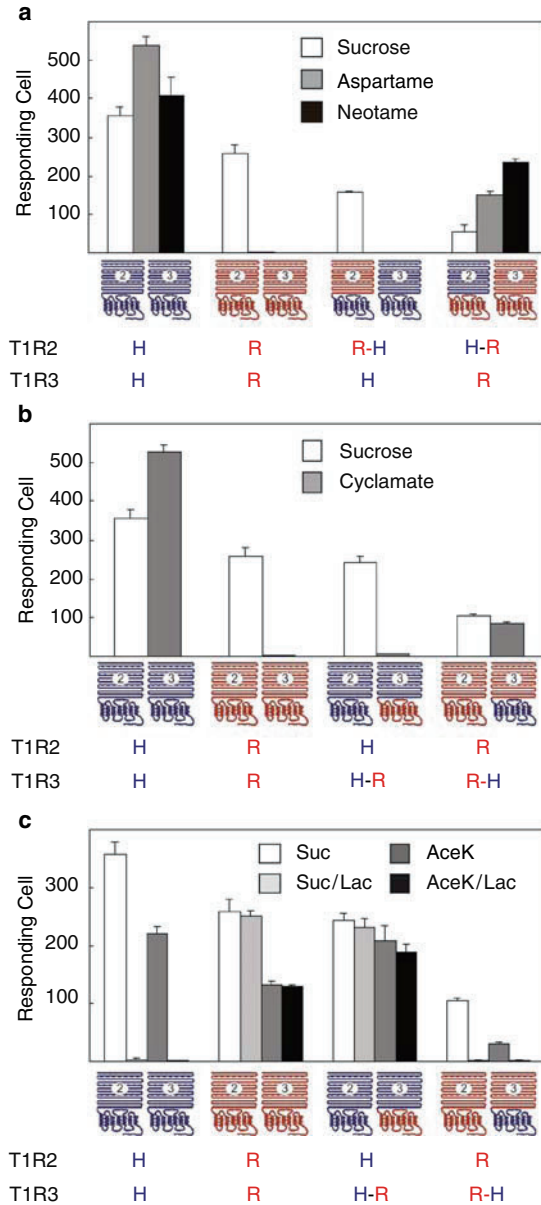 a
Responding Cell
500
400
300
200
100
Sucrose
Aspartame
Neotame
2 3 2 3 2 3 2 3
T1R2 H R R-H H-R
T1R3 H R H R
b
Responding Cell
500
400
300
200
100
Sucrose
Cyclamate
2 3 2 3 2 3 2 3
T1R2 H R H R
T1R3 H R H-R R-H
c
Responding Cell
300
200
100
Suc AceK
Suc/Lac AceK/Lac
2 3 2 3 2 3 2 3
T1R2 H R H R
T1R3 H R H-R R-H